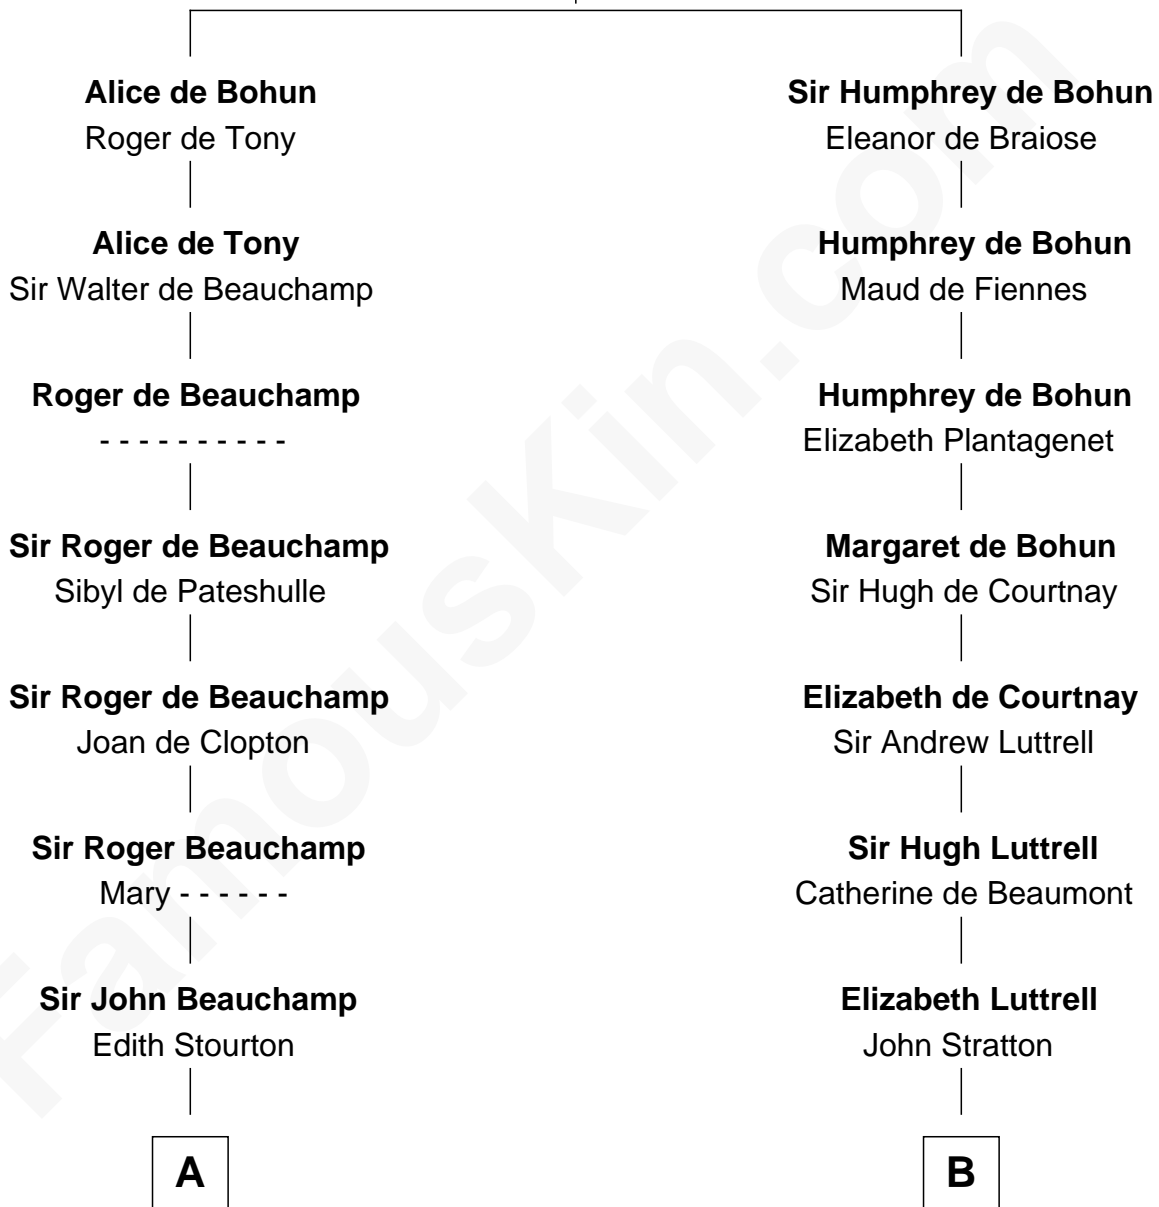 Alice de Bohun
Roger de Tony
Alice de Tony
Sir Walter de Beauchamp
Roger de Beauchamp
- - - - - - - - - -
Sir Roger de Beauchamp
Sibyl de Pateshulle
Sir Roger de Beauchamp
Joan de Clopton
Sir Roger Beauchamp
Mary - - - - - -
Sir John Beauchamp
Edith Stourton
A
Sir Humphrey de Bohun
Eleanor de Braiose
Humphrey de Bohun
Maud de Fiennes
Humphrey de Bohun
Elizabeth Plantagenet
Margaret de Bohun
Sir Hugh de Courtnay
Elizabeth de Courtnay
Sir Andrew Luttrell
Sir Hugh Luttrell
Catherine de Beaumont
Elizabeth Luttrell
John Stratton
B
FamousKin.com